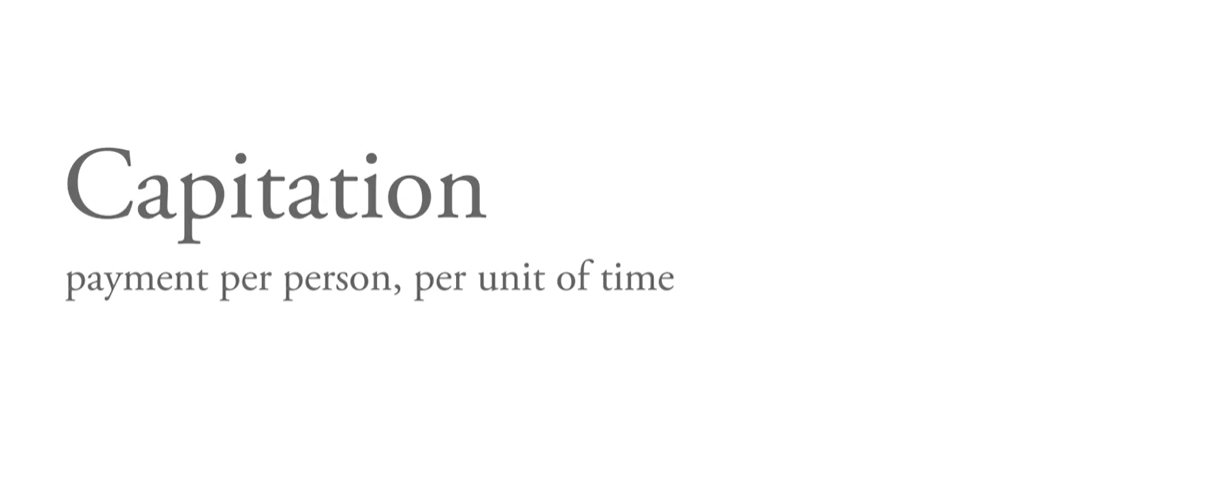 Capitation
payment per person, per unit of time